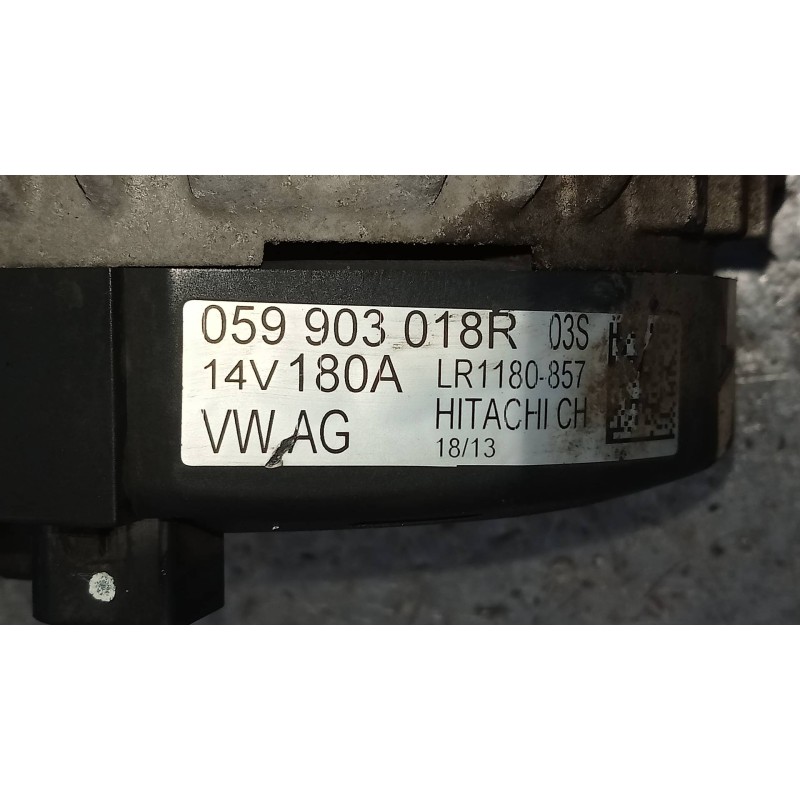 059 903 018R 03S
14V 180A LR1180-857
VW AG HITACHI CH
18/13